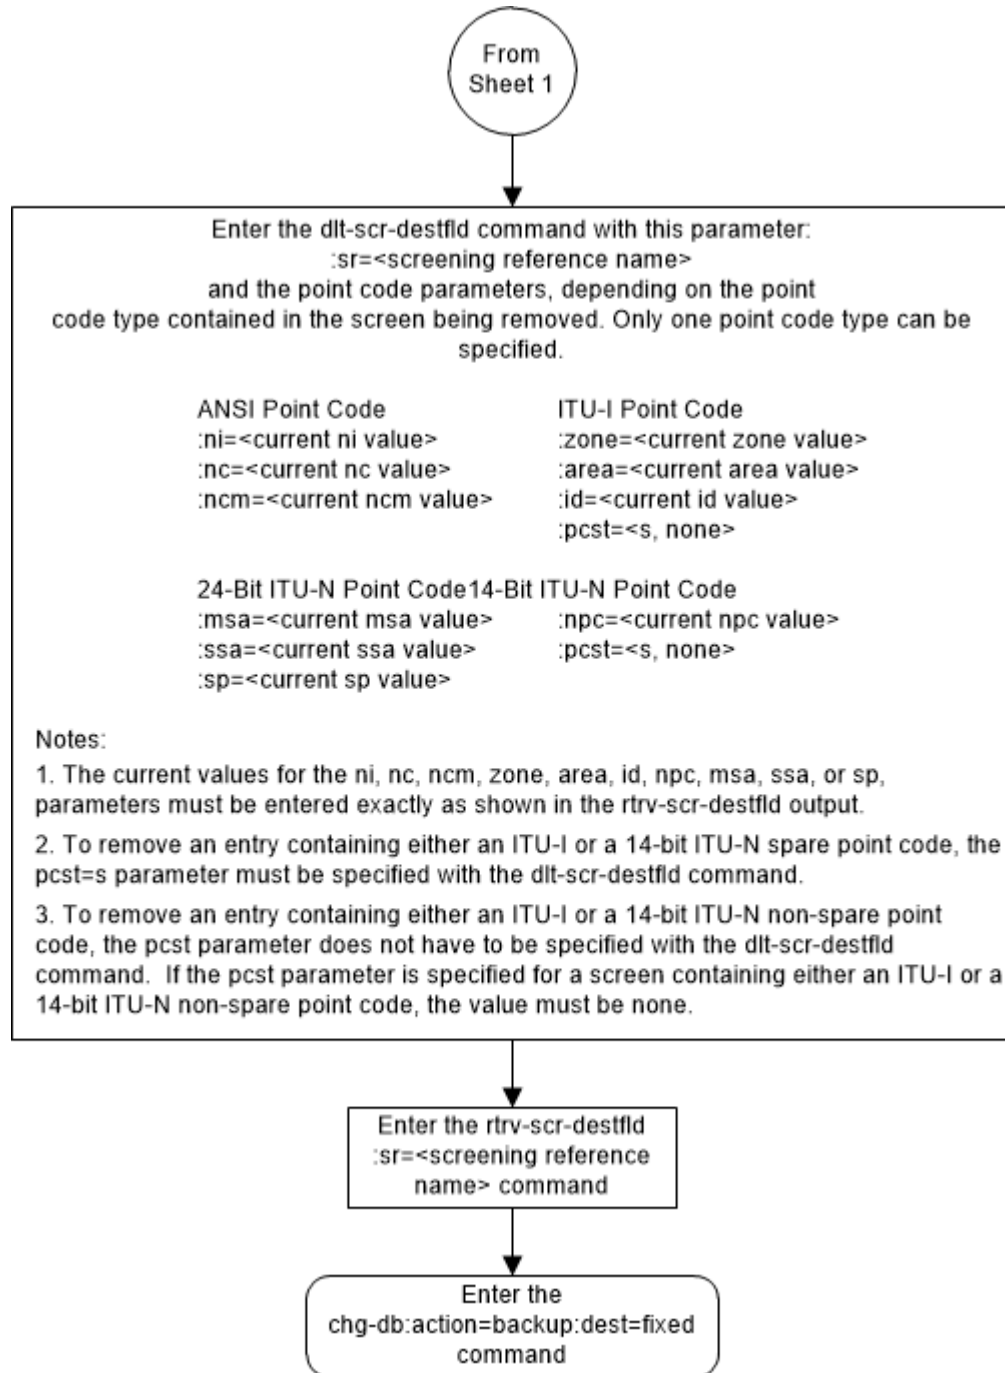 From
Sheet 1
Enter the dlt-scr-destfld command with this parameter:
:sr=<screening reference name>
and the point code parameters, depending on the point
code type contained in the screen being removed. Only one point code type can be
specified.
ANSI Point Code
:ni=<current ni value>
:nc=<current nc value>
:ncm=<current ncm value>
ITU-I Point Code
:zone=<current zone value>
:area=<current area value>
:id=<current id value>
:pcst=<s, none>
24-Bit ITU-N Point Code
:msa=<current msa value>
:ssa=<current ssa value>
:sp=<current sp value>
14-Bit ITU-N Point Code
:npc=<current npc value>
:pcst=<s, none>
Notes:
1. The current values for the ni, nc, ncm, zone, area, id, npc, msa, ssa, or sp,
parameters must be entered exactly as shown in the rtrv-scr-destfld output.
2. To remove an entry containing either an ITU-I or a 14-bit ITU-N spare point code, the
pcst=s parameter must be specified with the dlt-scr-destfld command.
3. To remove an entry containing either an ITU-I or a 14-bit ITU-N non-spare point
code, the pcst parameter does not have to be specified with the dlt-scr-destfld
command.  If the pcst parameter is specified for a screen containing either an ITU-I or a
14-bit ITU-N non-spare point code, the value must be none.
Enter the rtrv-scr-destfld
:sr=<screening reference
name> command
Enter the
chg-db:action=backup:dest=fixed
command